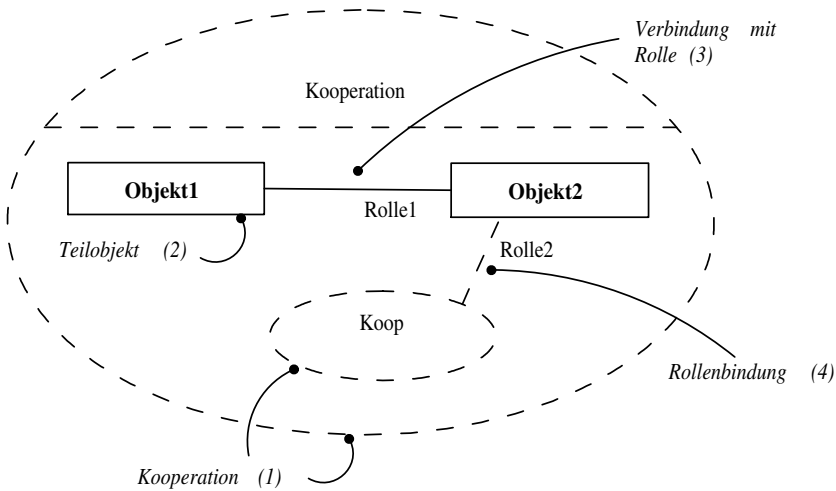 Verbindung mit
Rolle (3)
Kooperation
Objekt1
Objekt2
Rolle1
Teilobjekt (2)
Rolle2
Koop
Rollenbindung (4)
Kooperation (1)